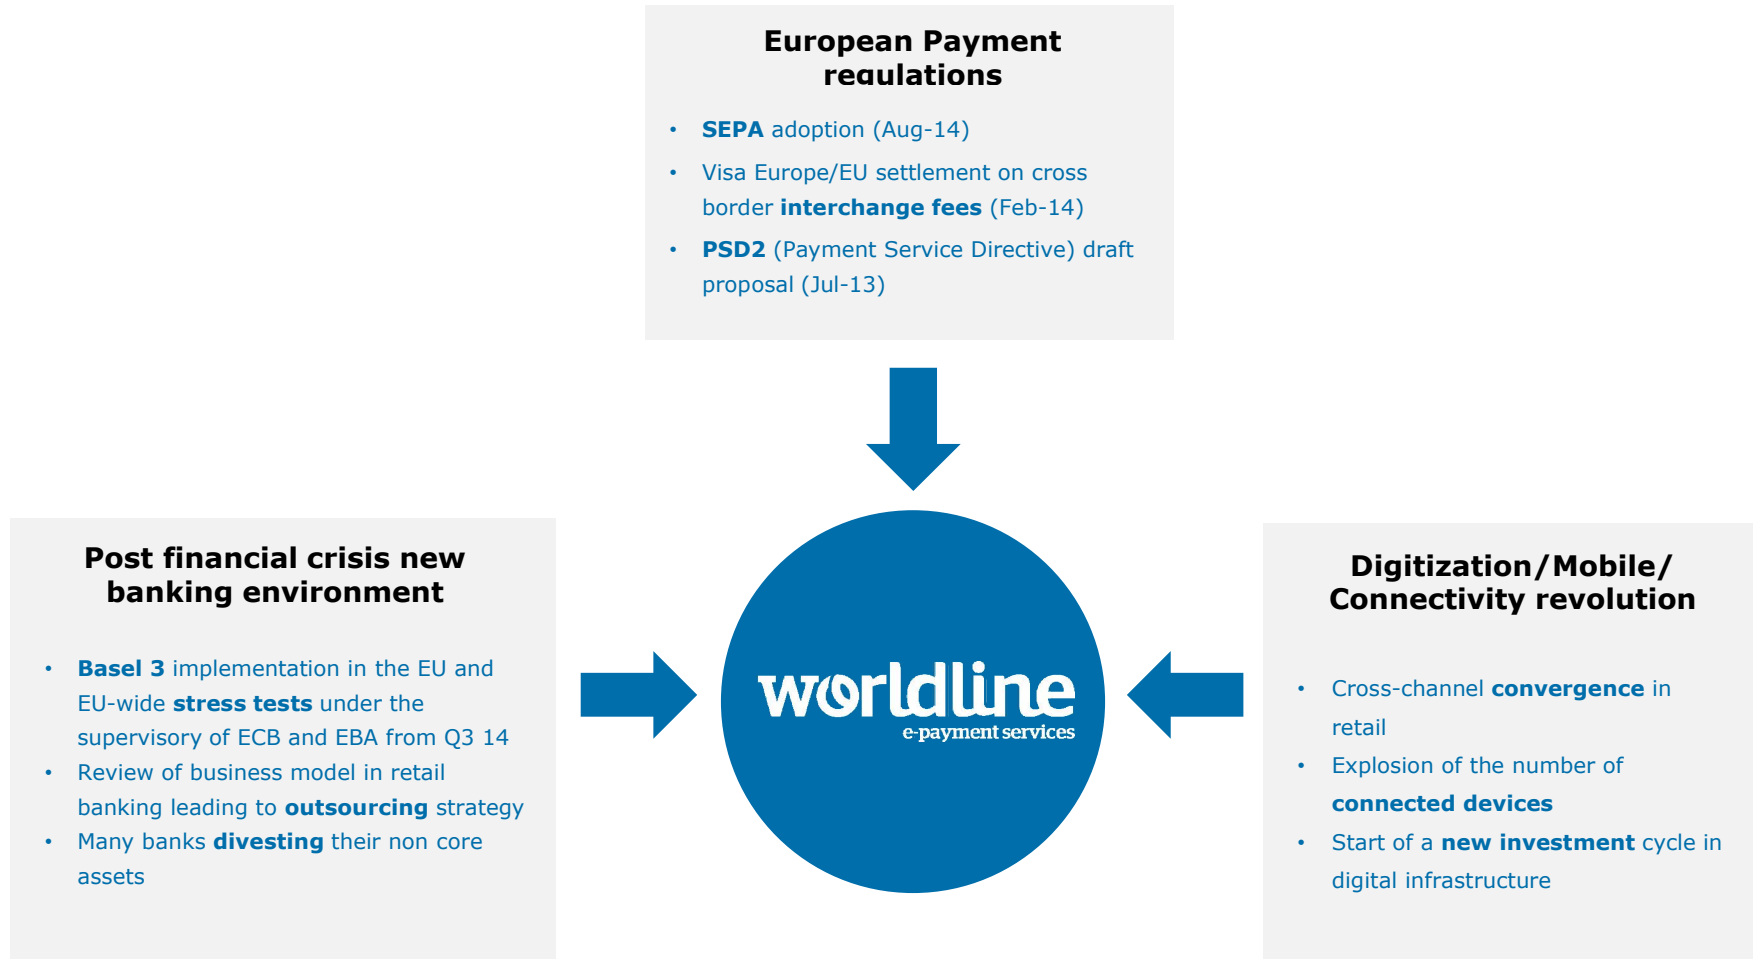 European Payment
regulations
• SEPA adoption (Aug-14)
• Visa Europe/EU settlement on cross
border interchange fees (Feb-14)
• PSD2 (Payment Service Directive) draft
proposal (Jul-13)
Post financial crisis new
banking environment
• Basel 3 implementation in the EU and
EU-wide stress tests under the
supervisory of ECB and EBA from Q3 14
• Review of business model in retail
banking leading to outsourcing strategy
• Many banks divesting their non core
assets
worldline
e-payment services
Digitization/Mobile/
Connectivity revolution
• Cross-channel convergence in
retail
• Explosion of the number of
connected devices
• Start of a new investment cycle in
digital infrastructure